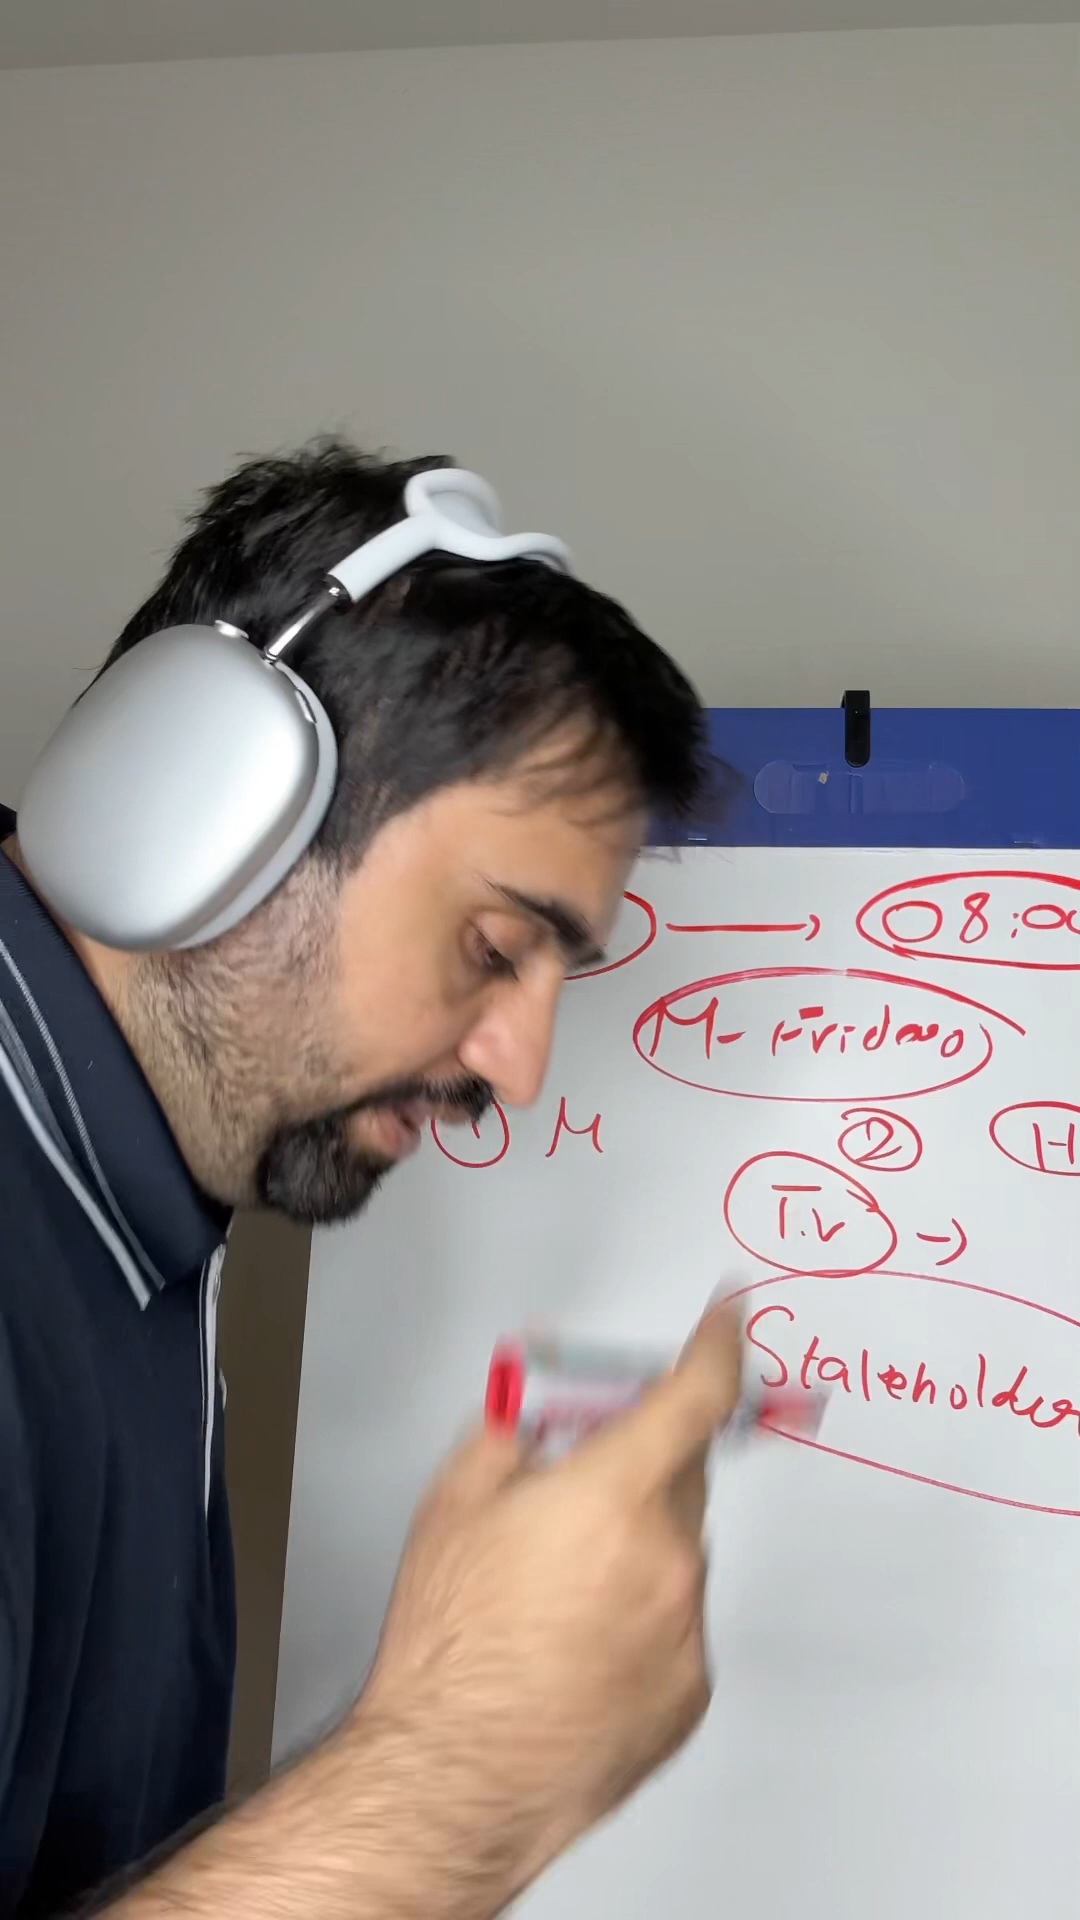 → 08:00
M-Friday
① M ② H
T.V →
Stakeholder